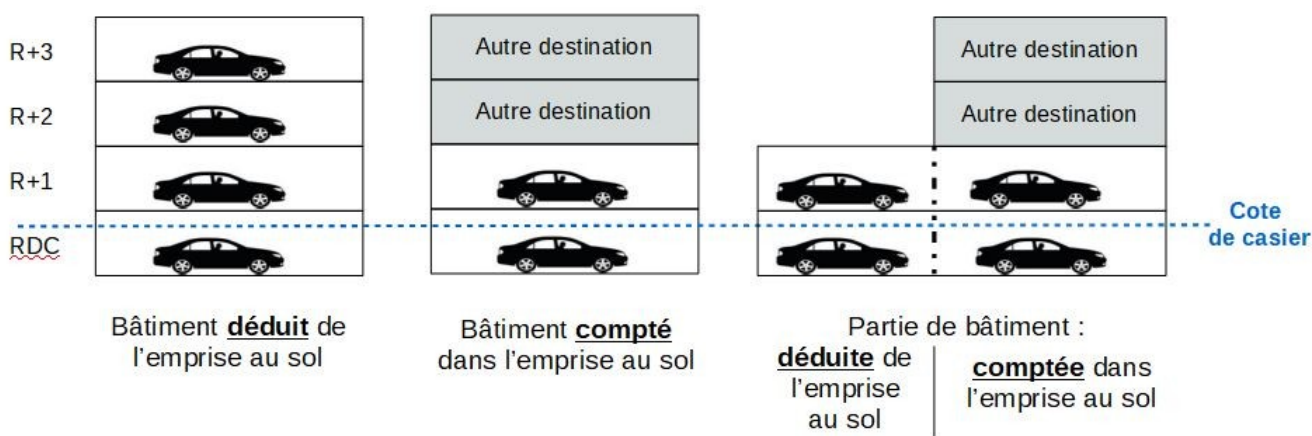 R+3
Autre destination
Autre destination
R+2
Autre destination
Autre destination
R+1
Cote
de casier
RDC
Bâtiment déduit de
l'emprise au sol
Bâtiment compté
dans l'emprise au sol
Partie de bâtiment :
déduite de
l'emprise
au sol
comptée dans
l'emprise au sol